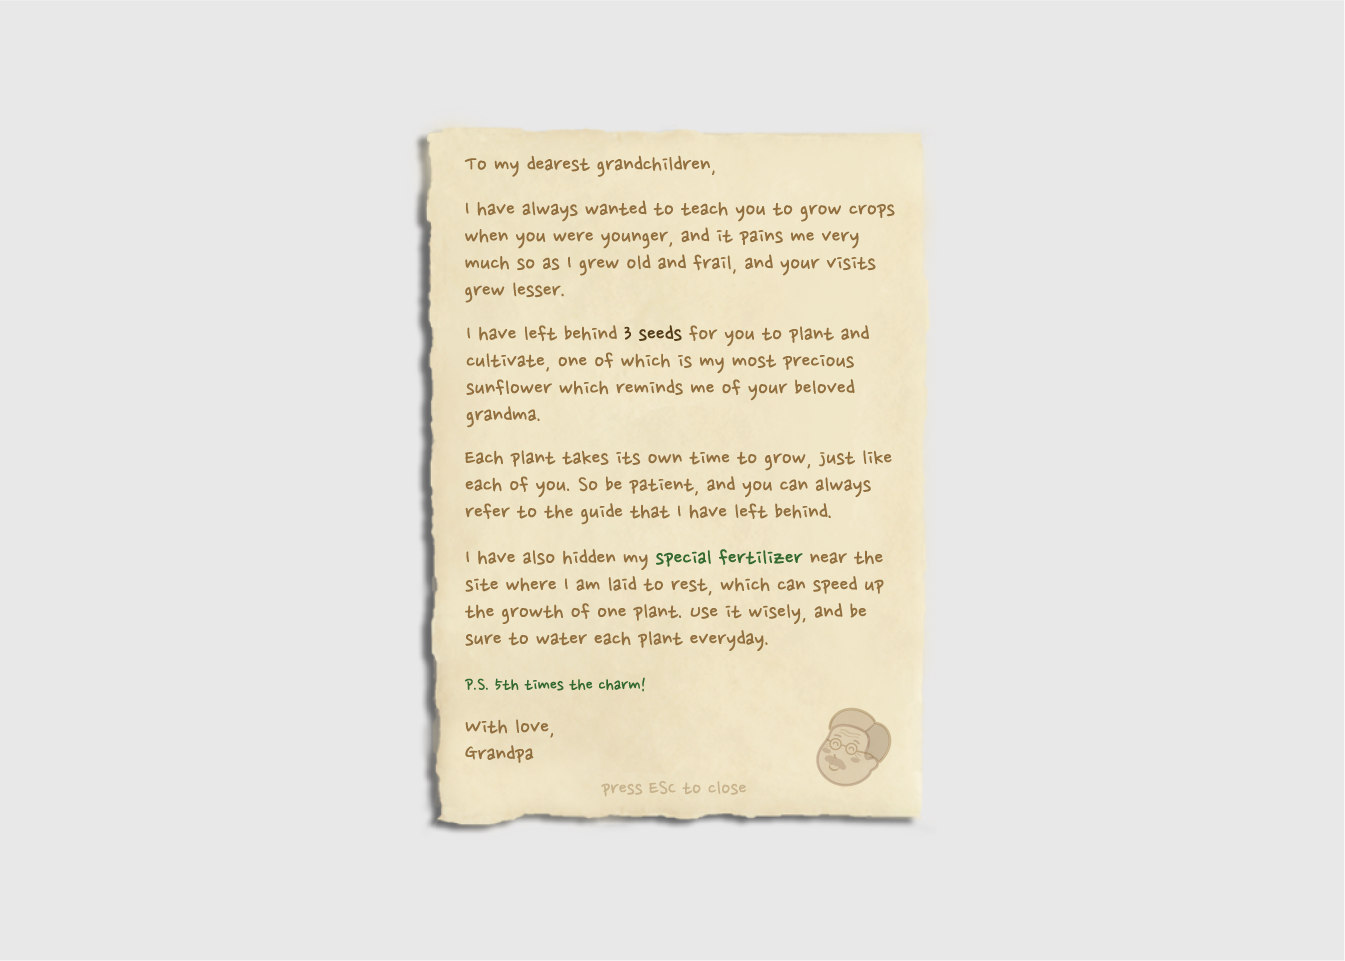 To my dearest grandchildren,
I have always wanted to teach you to grow crops
when you were younger, and it pains me very
much so as I grew old and frail, and your visits
grew lesser.
I have left behind 3 seeds for you to plant and
cultivate, one of which is my most precious
sunflower which reminds me of your beloved
grandma.
Each plant takes its own time to grow, just like
each of you. So be patient, and you can always
refer to the guide that I have left behind.
I have also hidden my special fertilizer near the
site where I am laid to rest, which can speed up
the growth of one plant. Use it wisely, and be
sure to water each plant everyday.
P.S. 5th times the charm!
With love,
Grandpa
press ESC to close